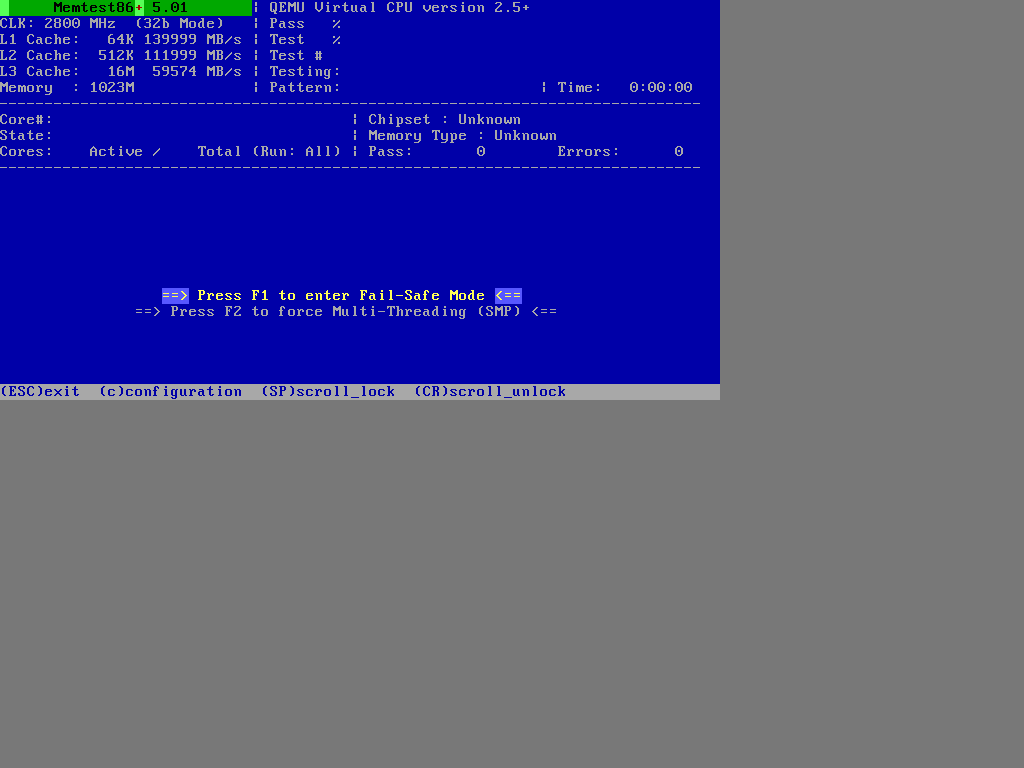 Memtest86+ 5.01 | QEMU Virtual CPU version 2.5+
CLK: 2800 MHz (32b Mode) | Pass %
L1 Cache: 64K 139999 MB/s | Test %
L2 Cache: 512K 111999 MB/s | Test #
L3 Cache: 16M 59574 MB/s | Testing:
Memory : 1023M | Pattern: | Time: 0:00:00
------------------------------------------------------------------------------
Core#: | Chipset : Unknown
State: | Memory Type : Unknown
Cores: Active / Total (Run: All) | Pass: 0 Errors: 0
------------------------------------------------------------------------------
==> Press F1 to enter Fail-Safe Mode <==
==> Press F2 to force Multi-Threading (SMP) <==
(ESC)exit (c)configuration (SP)scroll_lock (CR)scroll_unlock